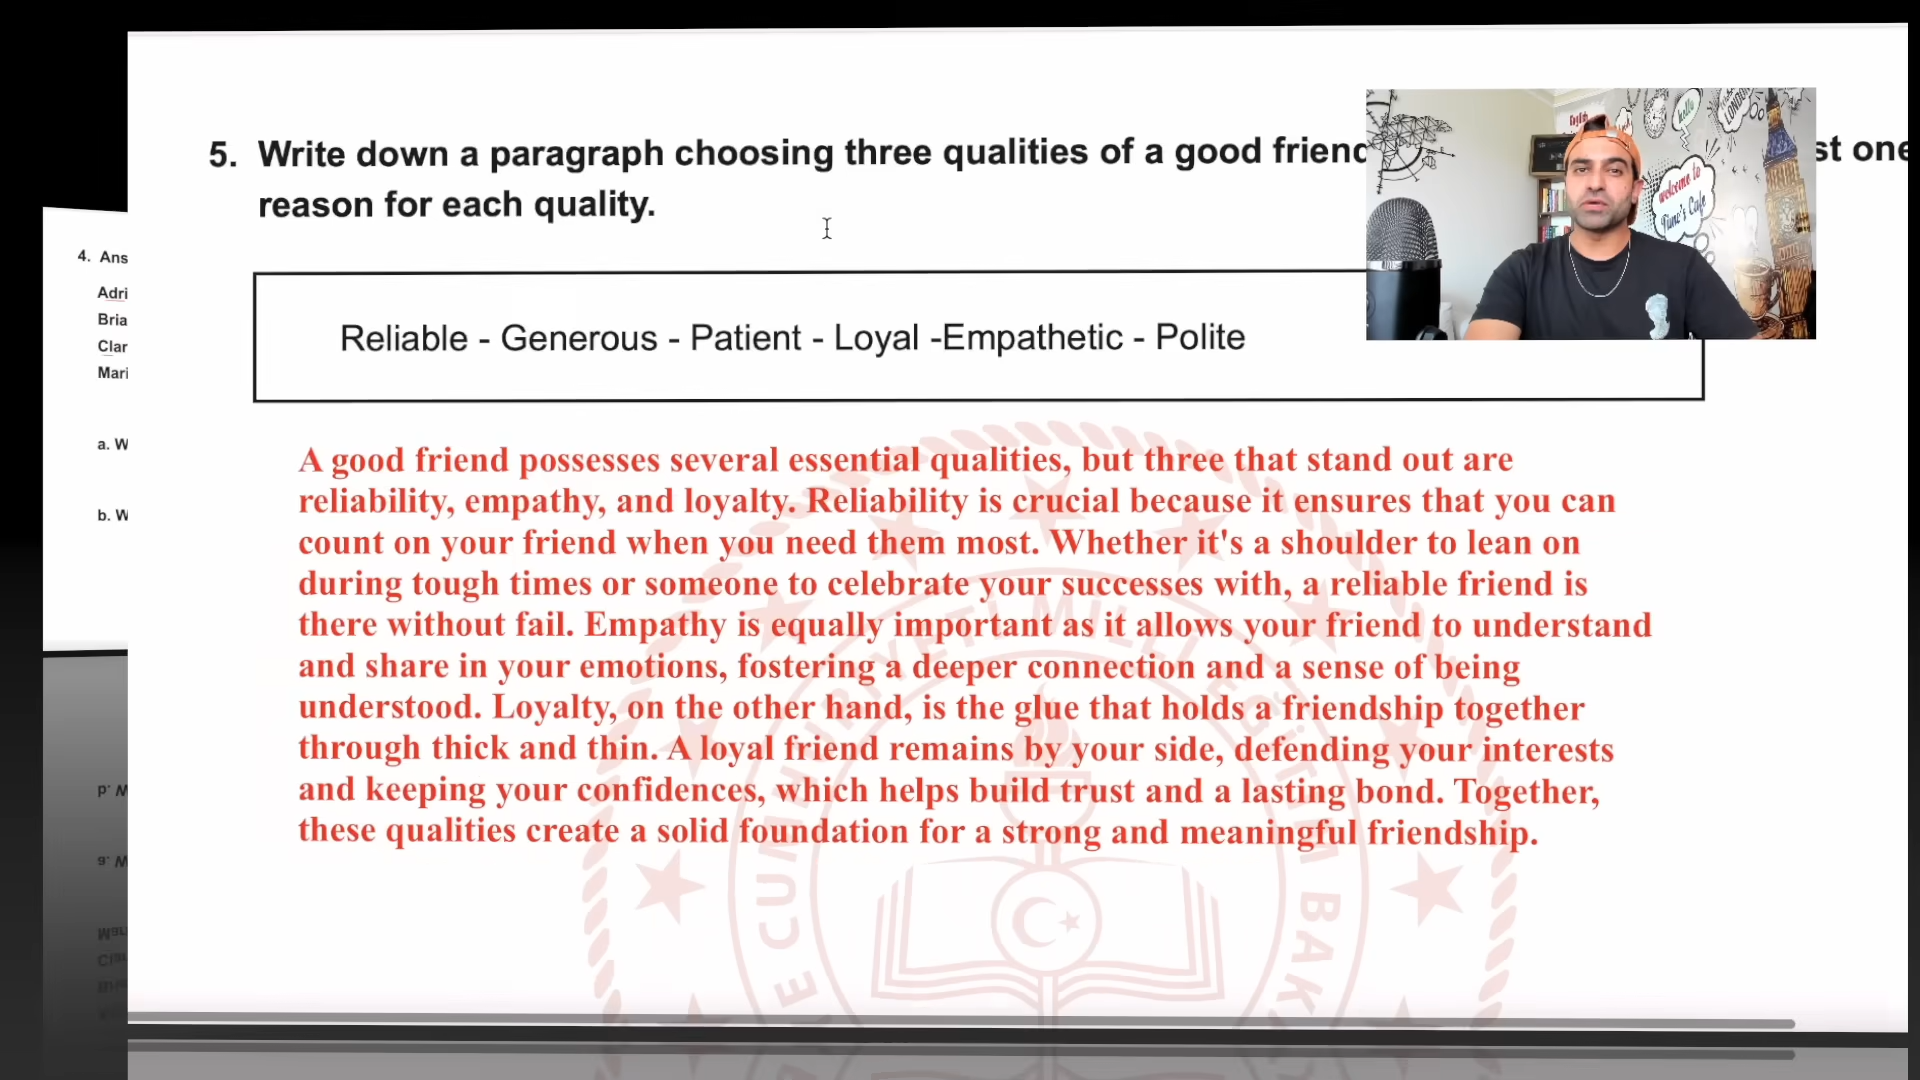 5. Write down a paragraph choosing three qualities of a good friend
st one
reason for each quality.
Reliable - Generous - Patient - Loyal -Empathetic - Polite
A good friend possesses several essential qualities, but three that stand out are
reliability, empathy, and loyalty. Reliability is crucial because it ensures that you can
count on your friend when you need them most. Whether it's a shoulder to lean on
during tough times or someone to celebrate your successes with, a reliable friend is
there without fail. Empathy is equally important as it allows your friend to understand
and share in your emotions, fostering a deeper connection and a sense of being
understood. Loyalty, on the other hand, is the glue that holds a friendship together
through thick and thin. A loyal friend remains by your side, defending your interests
and keeping your confidences, which helps build trust and a lasting bond. Together,
these qualities create a solid foundation for a strong and meaningful friendship.
4. Ans
Adri
Bria
Clar
Mari
a. W
b. W
English
hello
LONDON
welcome to
Tunc's Cafe